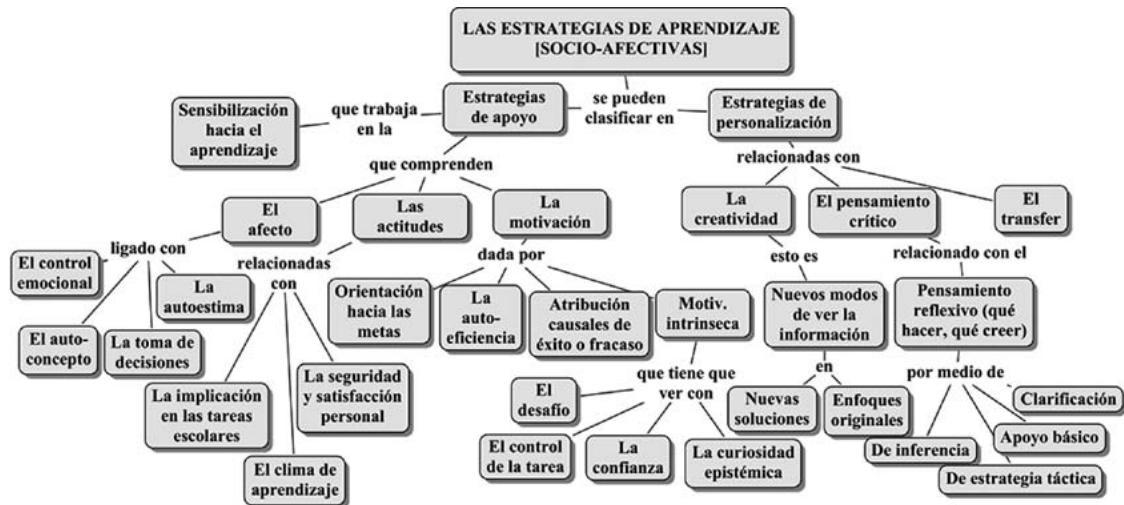 LAS ESTRATEGIAS DE APRENDIZAJE
[SOCIO-AFECTIVAS]
Sensibilización
hacia el
aprendizaje
que trabaja
en la
Estrategias
de apoyo
se pueden
clasificar en
Estrategias de
personalización
que comprenden
relacionadas con
El
afecto
Las
actitudes
La
motivación
La
creatividad
El pensamiento
crítico
El
transfer
ligado con
relacionadas
con
dada por
esto es
relacionado con el
El control
emocional
La
autoestima
El auto-
concepto
La toma de
decisiones
Orientación
hacia las
metas
La
auto-
eficiencia
Atribución
causales de
éxito o fracaso
Motiv.
intrinseca
Nuevos modos
de ver la
información
Pensamiento
reflexivo (qué
hacer, qué creer)
La implicación
en las tareas
escolares
La seguridad
y satisfacción
personal
El clima de
aprendizaje
que tiene que
ver con
en
por medio de
El
desafío
El control
de la tarea
La
confianza
La curiosidad
epistémica
Nuevas
soluciones
Enfoques
originales
Clarificación
Apoyo básico
De inferencia
De estrategia táctica